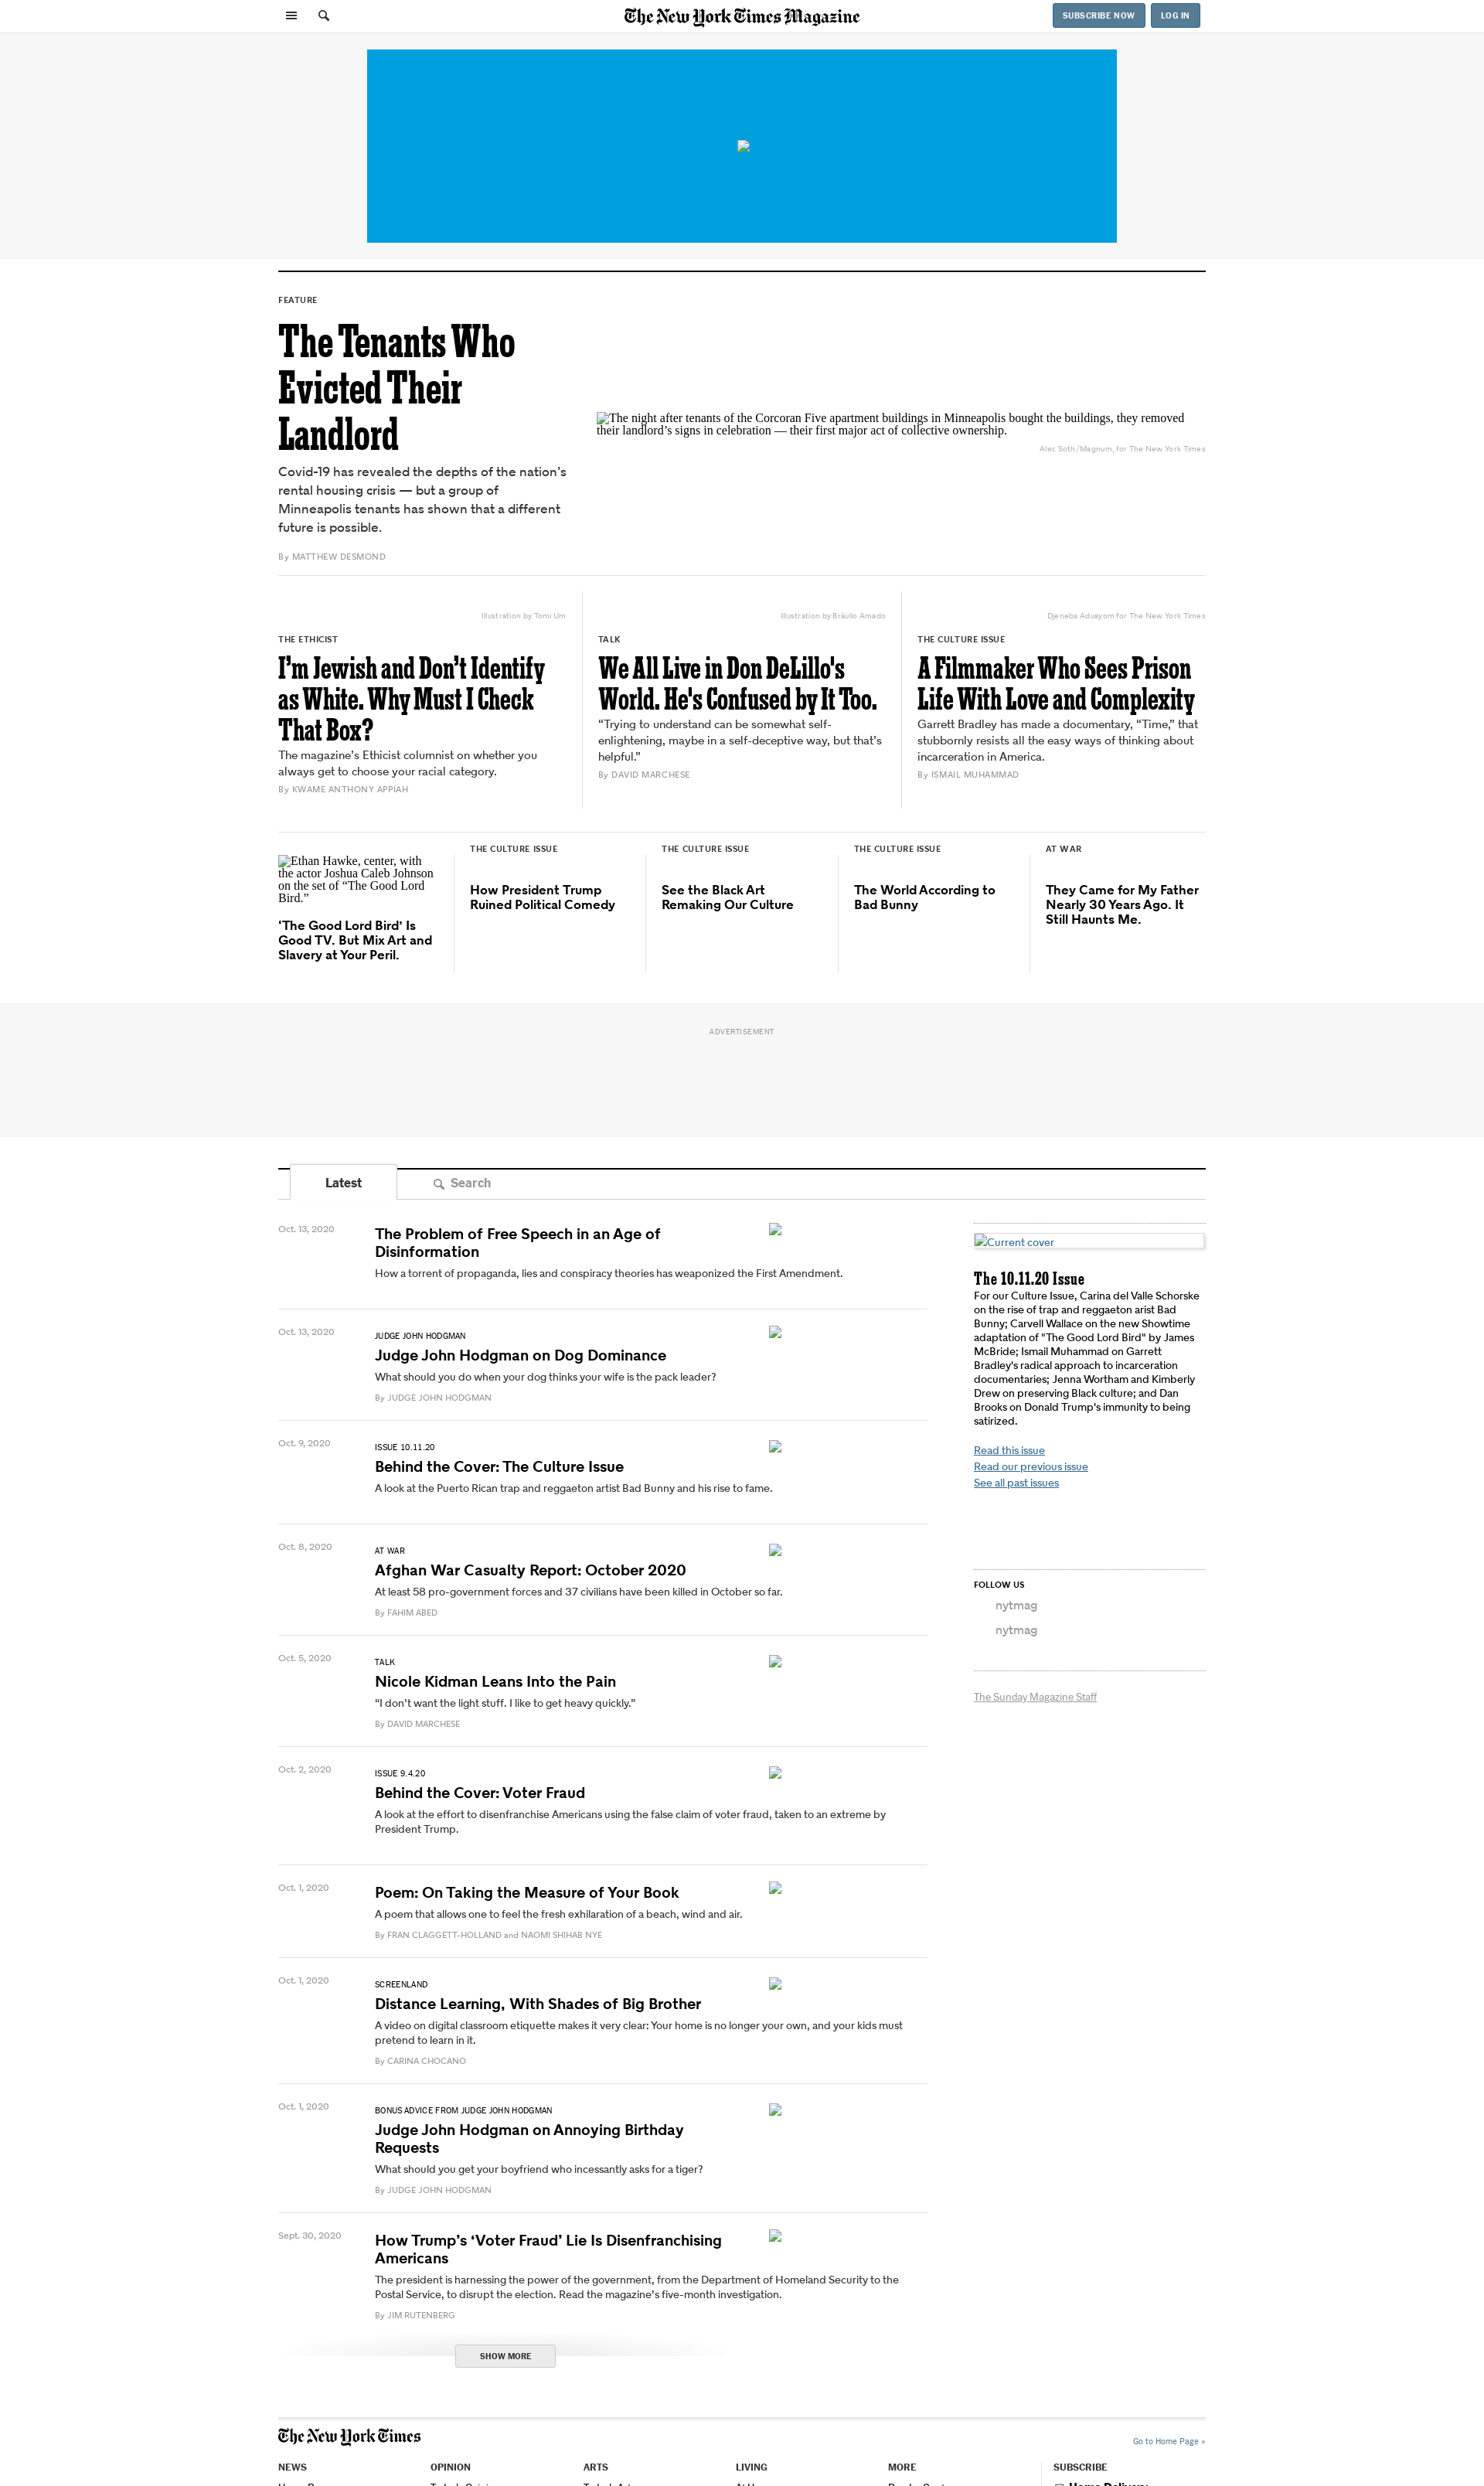 The New York Times Magazine
SUBSCRIBE NOW
LOG IN
FEATURE
The Tenants Who
Evicted Their
Landlord
Covid-19 has revealed the depths of the nation’s
rental housing crisis — but a group of
Minneapolis tenants has shown that a different
future is possible.
By MATTHEW DESMOND
The night after tenants of the Corcoran Five apartment buildings in Minneapolis bought the buildings, they removed
their landlord’s signs in celebration — their first major act of collective ownership.
Alec Soth/Magnum, for The New York Times
Illustration by Tomi Um
THE ETHICIST
I’m Jewish and Don’t Identify
as White. Why Must I Check
That Box?
The magazine’s Ethicist columnist on whether you
always get to choose your racial category.
By KWAME ANTHONY APPIAH
Illustration by Bráulio Amado
TALK
We All Live in Don DeLillo's
World. He's Confused by It Too.
“Trying to understand can be somewhat self-
enlightening, maybe in a self-deceptive way, but that’s
helpful.”
By DAVID MARCHESE
Djeneba Aduayom for The New York Times
THE CULTURE ISSUE
A Filmmaker Who Sees Prison
Life With Love and Complexity
Garrett Bradley has made a documentary, “Time,” that
stubbornly resists all the easy ways of thinking about
incarceration in America.
By ISMAIL MUHAMMAD
Ethan Hawke, center, with
the actor Joshua Caleb Johnson
on the set of “The Good Lord
Bird.”
‘The Good Lord Bird’ Is
Good TV. But Mix Art and
Slavery at Your Peril.
THE CULTURE ISSUE
How President Trump
Ruined Political Comedy
THE CULTURE ISSUE
See the Black Art
Remaking Our Culture
THE CULTURE ISSUE
The World According to
Bad Bunny
AT WAR
They Came for My Father
Nearly 30 Years Ago. It
Still Haunts Me.
ADVERTISEMENT
Latest
Search
Oct. 13, 2020
The Problem of Free Speech in an Age of
Disinformation
How a torrent of propaganda, lies and conspiracy theories has weaponized the First Amendment.
Oct. 13, 2020
JUDGE JOHN HODGMAN
Judge John Hodgman on Dog Dominance
What should you do when your dog thinks your wife is the pack leader?
By JUDGE JOHN HODGMAN
Oct. 9, 2020
ISSUE 10.11.20
Behind the Cover: The Culture Issue
A look at the Puerto Rican trap and reggaeton artist Bad Bunny and his rise to fame.
Oct. 8, 2020
AT WAR
Afghan War Casualty Report: October 2020
At least 58 pro-government forces and 37 civilians have been killed in October so far.
By FAHIM ABED
Oct. 5, 2020
TALK
Nicole Kidman Leans Into the Pain
“I don’t want the light stuff. I like to get heavy quickly.”
By DAVID MARCHESE
Oct. 2, 2020
ISSUE 9.4.20
Behind the Cover: Voter Fraud
A look at the effort to disenfranchise Americans using the false claim of voter fraud, taken to an extreme by
President Trump.
Oct. 1, 2020
Poem: On Taking the Measure of Your Book
A poem that allows one to feel the fresh exhilaration of a beach, wind and air.
By FRAN CLAGGETT-HOLLAND and NAOMI SHIHAB NYE
Oct. 1, 2020
SCREENLAND
Distance Learning, With Shades of Big Brother
A video on digital classroom etiquette makes it very clear: Your home is no longer your own, and your kids must
pretend to learn in it.
By CARINA CHOCANO
Oct. 1, 2020
BONUS ADVICE FROM JUDGE JOHN HODGMAN
Judge John Hodgman on Annoying Birthday
Requests
What should you get your boyfriend who incessantly asks for a tiger?
By JUDGE JOHN HODGMAN
Sept. 30, 2020
How Trump’s ‘Voter Fraud’ Lie Is Disenfranchising
Americans
The president is harnessing the power of the government, from the Department of Homeland Security to the
Postal Service, to disrupt the election. Read the magazine’s five-month investigation.
By JIM RUTENBERG
SHOW MORE
Current cover
The 10.11.20 Issue
For our Culture Issue, Carina del Valle Schorske
on the rise of trap and reggaeton arist Bad
Bunny; Carvell Wallace on the new Showtime
adaptation of "The Good Lord Bird" by James
McBride; Ismail Muhammad on Garrett
Bradley's radical approach to incarceration
documentaries; Jenna Wortham and Kimberly
Drew on preserving Black culture; and Dan
Brooks on Donald Trump's immunity to being
satirized.
Read this issue
Read our previous issue
See all past issues
FOLLOW US
nytmag
nytmag
The Sunday Magazine Staff
The New York Times
Go to Home Page »
NEWS
OPINION
ARTS
LIVING
MORE
SUBSCRIBE